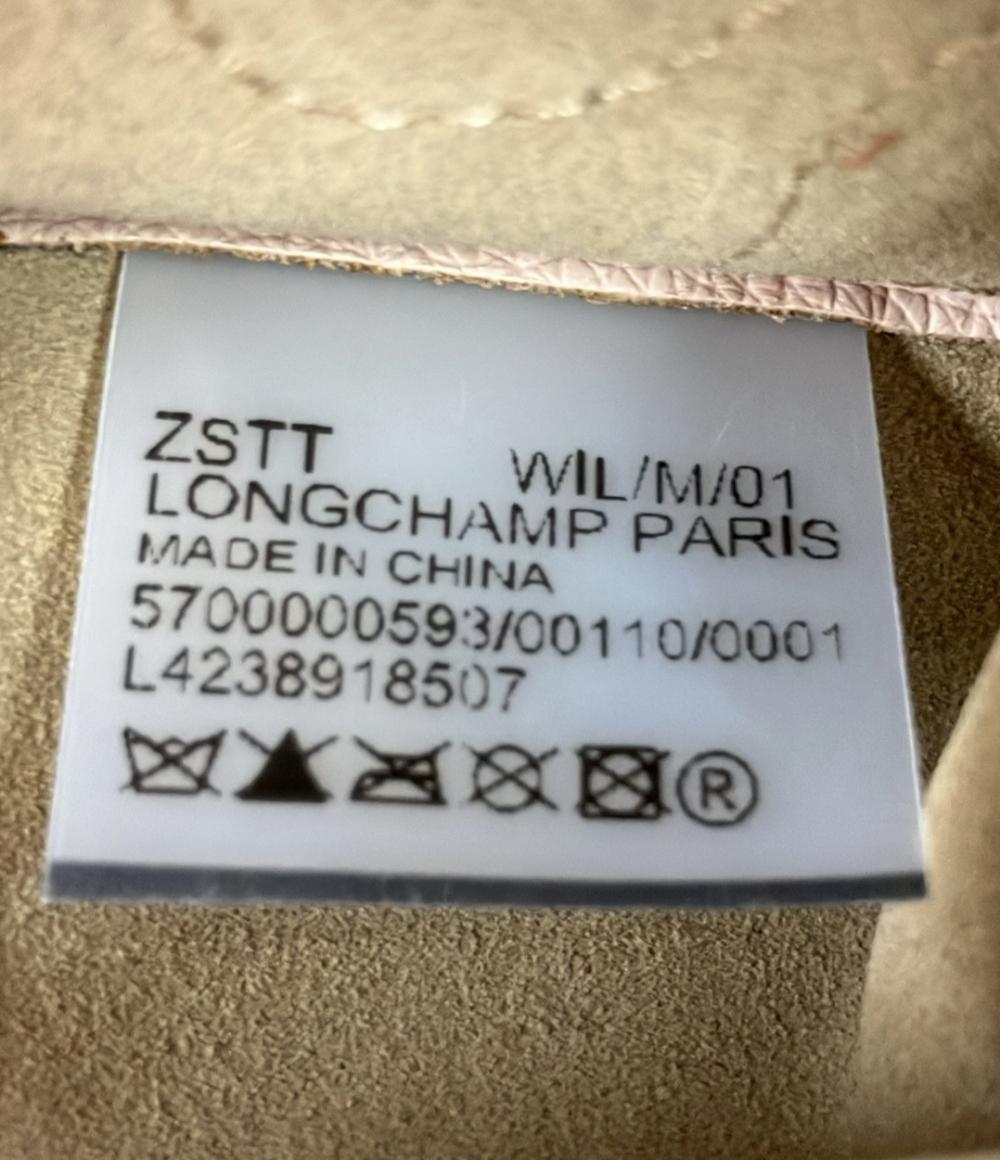 ZSTT WIL/M/01
LONGCHAMP PARIS
MADE IN CHINA
5700000593/00110/0001
L4238918507
®